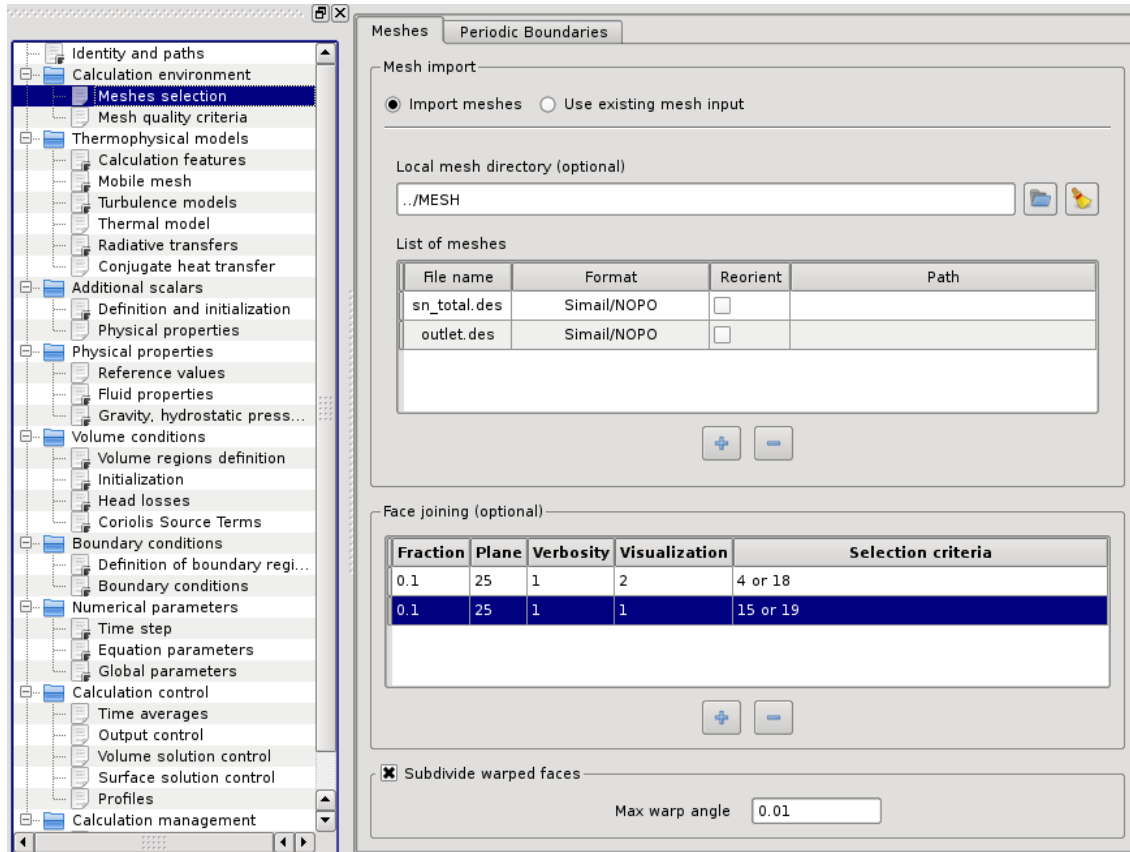 Identity and paths
Calculation environment
Meshes selection
Mesh quality criteria
Thermophysical models
Calculation features
Mobile mesh
Turbulence models
Thermal model
Radiative transfers
Conjugate heat transfer
Additional scalars
Definition and initialization
Physical properties
Physical properties
Reference values
Fluid properties
Gravity, hydrostatic press...
Volume conditions
Volume regions definition
Initialization
Head losses
Coriolis Source Terms
Boundary conditions
Definition of boundary regi...
Boundary conditions
Numerical parameters
Time step
Equation parameters
Global parameters
Calculation control
Time averages
Output control
Volume solution control
Surface solution control
Profiles
Calculation management
Meshes Periodic Boundaries
Mesh import
Import meshes Use existing mesh input
Local mesh directory (optional)
../MESH
List of meshes
File name Format Reorient Path
sn_total.des Simail/NOPO
outlet.des Simail/NOPO
Face joining (optional)
Fraction Plane Verbosity Visualization Selection criteria
0.1 25 1 2 4 or 18
0.1 25 1 1 15 or 19
Subdivide warped faces
Max warp angle 0.01